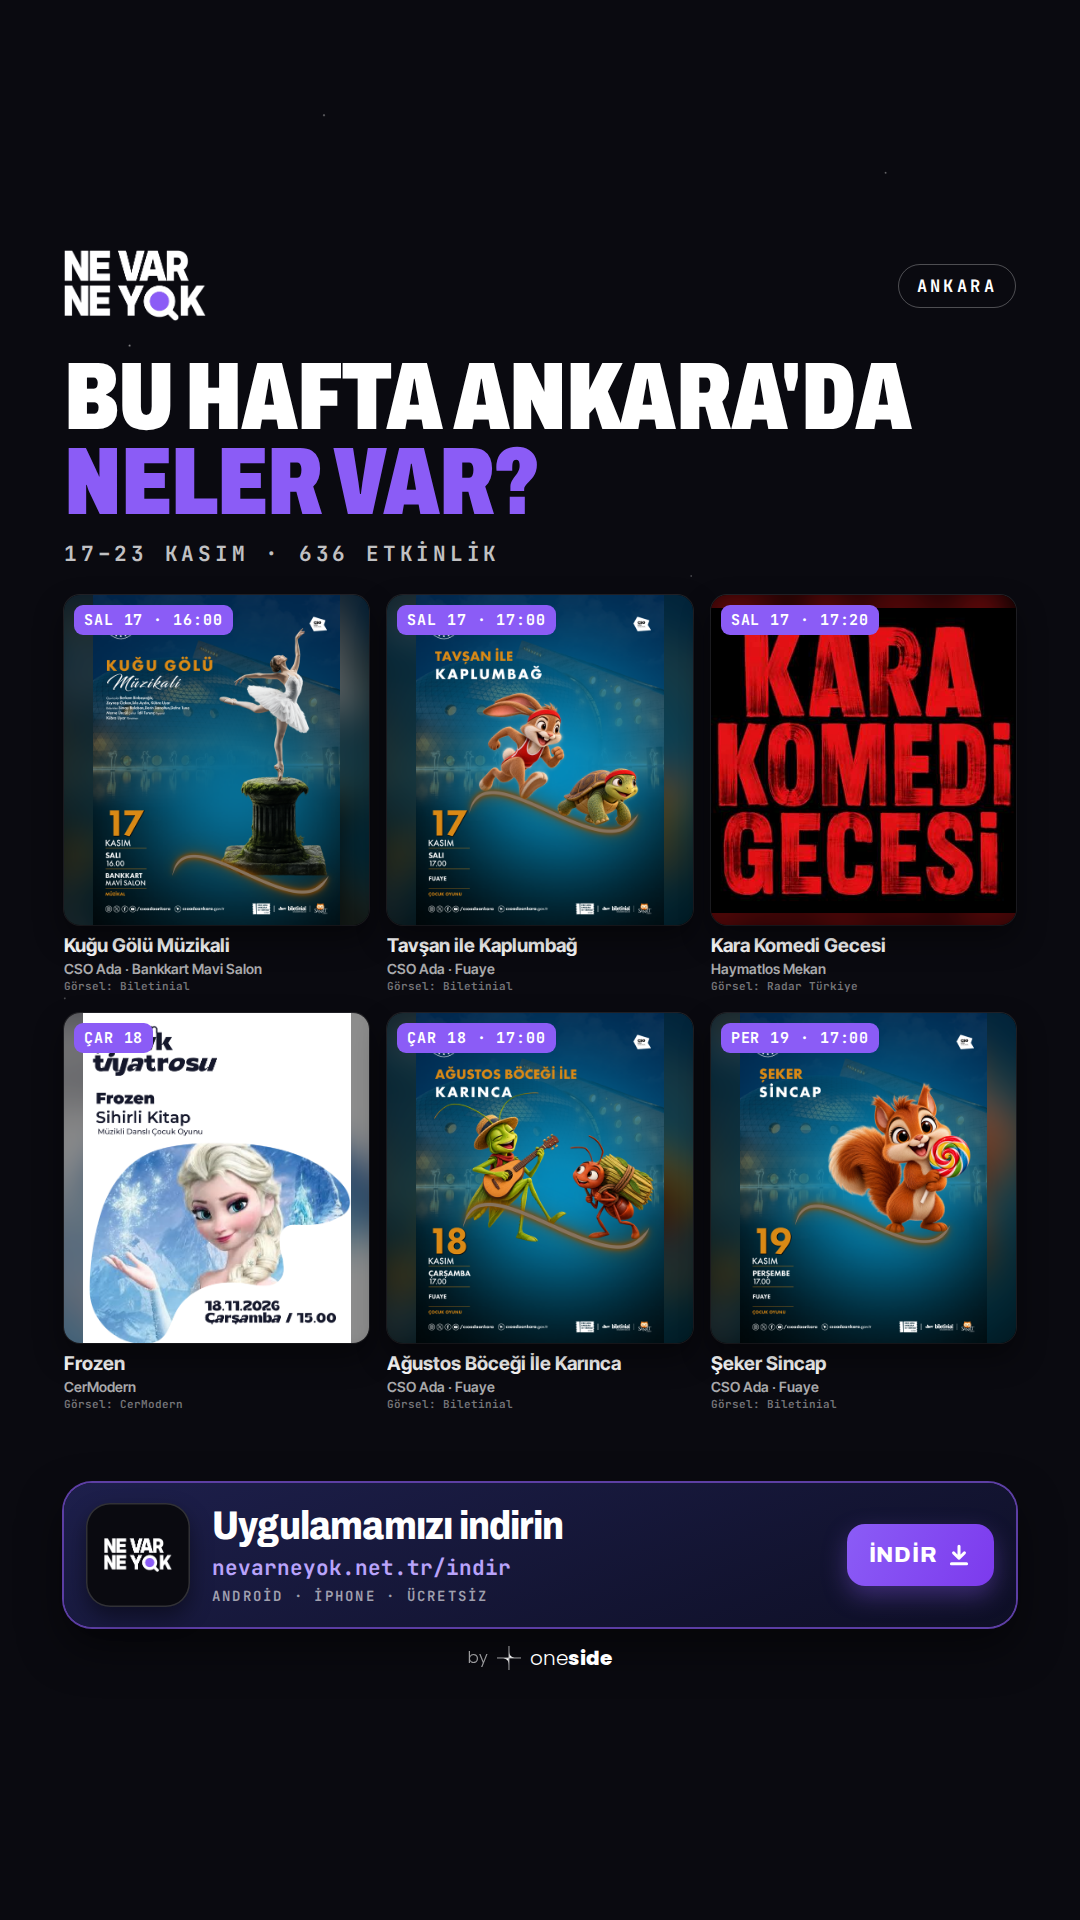 NE VAR
NE YOK
ANKARA
BU HAFTA ANKARA'DA
NELER VAR?
17–23 KASIM · 636 ETKİNLİK
SAL 17 · 16:00
KUĞU GÖLÜ
Müzikali
17
KASIM
SALI
16.00
BANKKART
MAVİ SALON
MÜZİKAL
Kuğu Gölü Müzikali
CSO Ada · Bankkart Mavi Salon
Görsel: Biletinial
SAL 17 · 17:00
TAVŞAN İLE
KAPLUMBAĞ
17
KASIM
SALI
17.00
FUAYE
ÇOCUK OYUNU
Tavşan ile Kaplumbağ
CSO Ada · Fuaye
Görsel: Biletinial
SAL 17 · 17:20
KARA
KOMEDİ
GECESİ
Kara Komedi Gecesi
Haymatlos Mekan
Görsel: Radar Türkiye
ÇAR 18
tiyatrosu
Frozen
Sihirli Kitap
Müzikli Danslı Çocuk Oyunu
18.11.2026
Çarşamba / 15.00
Frozen
CerModern
Görsel: CerModern
ÇAR 18 · 17:00
AĞUSTOS BÖCEĞİ İLE
KARINCA
18
KASIM
ÇARŞAMBA
17.00
FUAYE
ÇOCUK OYUNU
Ağustos Böceği İle Karınca
CSO Ada · Fuaye
Görsel: Biletinial
PER 19 · 17:00
ŞEKER
SİNCAP
19
KASIM
PERŞEMBE
17.00
FUAYE
ÇOCUK OYUNU
Şeker Sincap
CSO Ada · Fuaye
Görsel: Biletinial
NE VAR
NE YOK
Uygulamamızı indirin
nevarneyok.net.tr/indir
ANDROİD · İPHONE · ÜCRETSİZ
İNDİR
by oneside